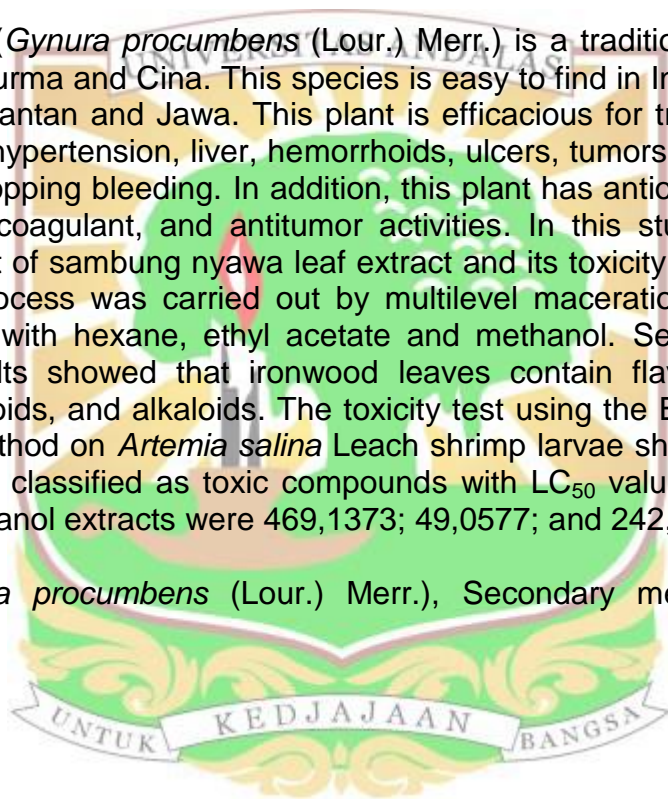 (Gynura procumbens (Lour.) Merr.) is a traditio
UNIVERSITAS ANDALAS
urma and Cina. This species is easy to find in In
antan and Jawa. This plant is efficacious for tr
hypertension, liver, hemorrhoids, ulcers, tumors
opping bleeding. In addition, this plant has antio
coagulant, and antitumor activities. In this stu
t of sambung nyawa leaf extract and its toxicity
ocess was carried out by multilevel maceratio
with hexane, ethyl acetate and methanol. Se
lts showed that ironwood leaves contain flav
oids, and alkaloids. The toxicity test using the B
thod on Artemia salina Leach shrimp larvae sh
classified as toxic compounds with LC50 valu
anol extracts were 469,1373; 49,0577; and 242,
a procumbens (Lour.) Merr.), Secondary me
UNTUK KEDJAJAAN BANGSA